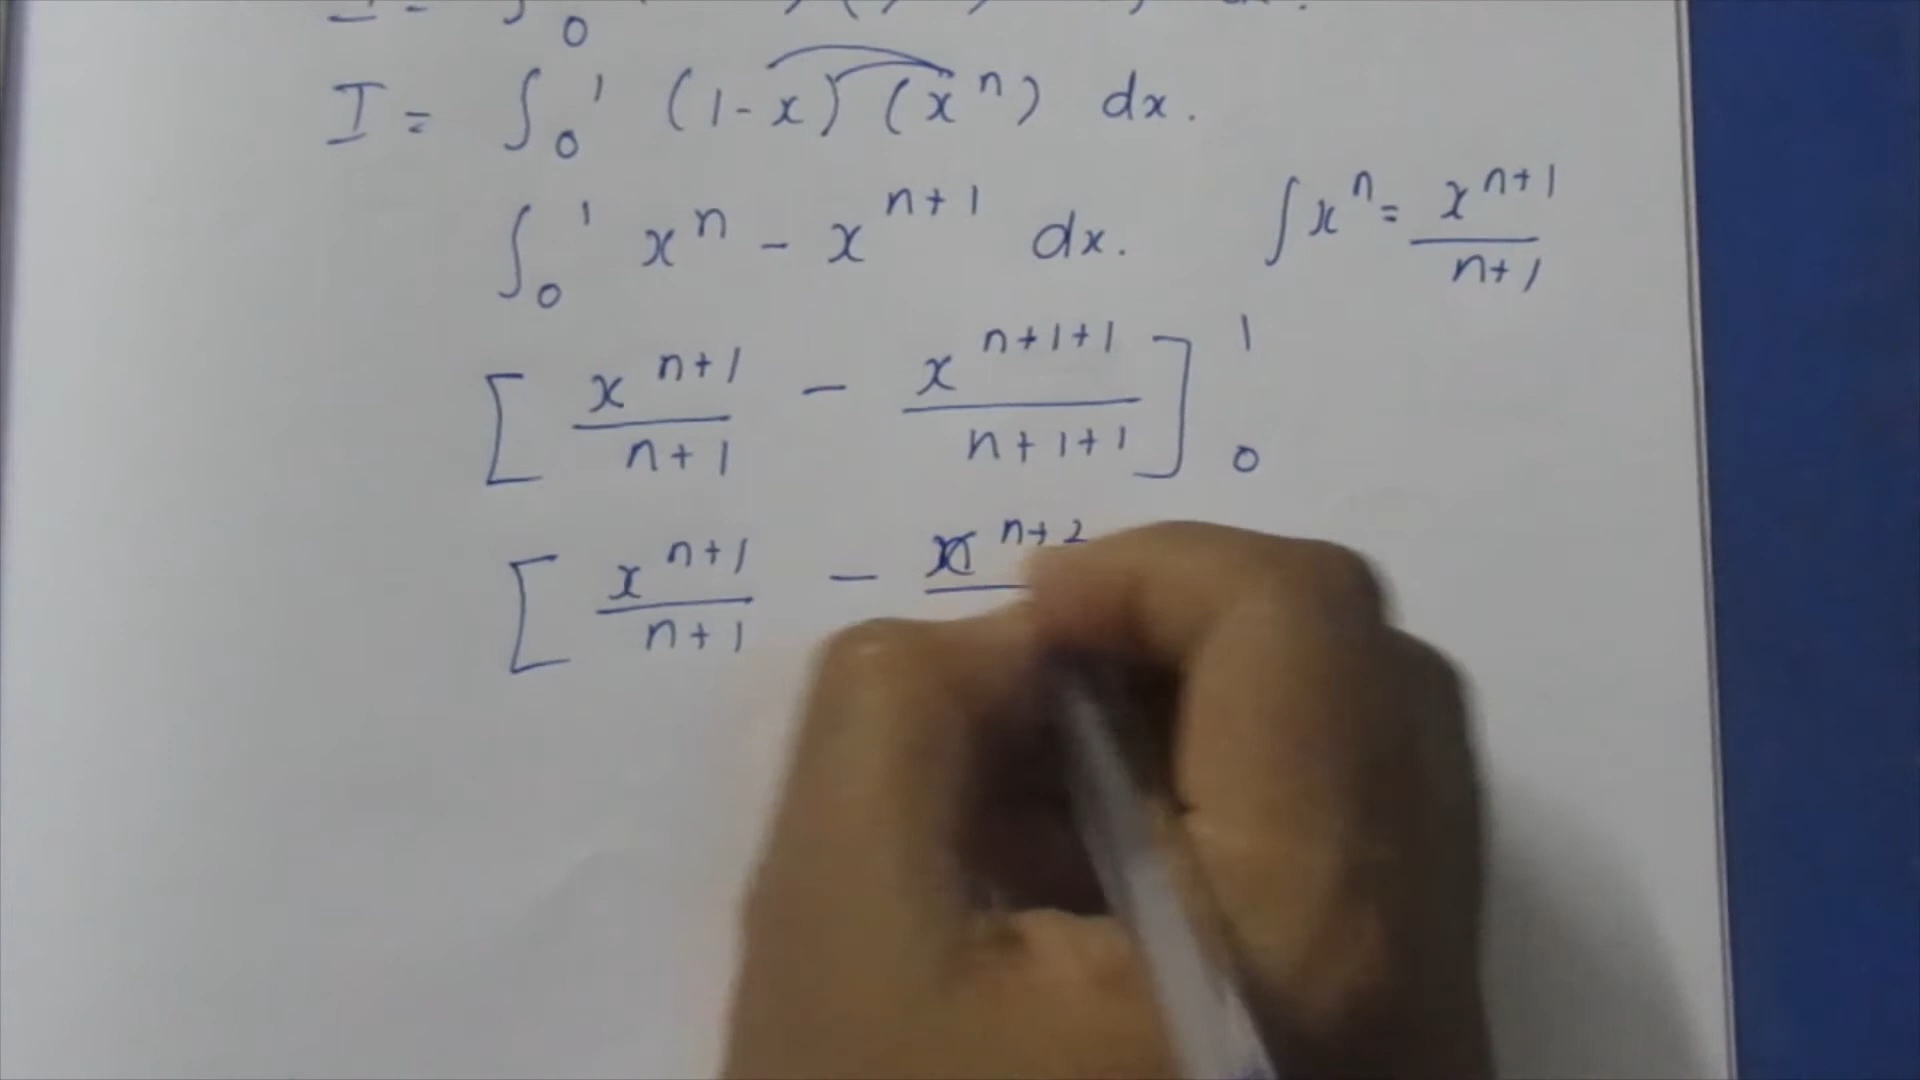 I = ∫₀¹ (1-x) (xⁿ) dx.
∫₀¹ xⁿ - xⁿ⁺¹ dx. ∫xⁿ = xⁿ⁺¹/n+1
[xⁿ⁺¹/n+1 - xⁿ⁺¹⁺¹/n+1+1]₀¹
[xⁿ⁺¹/n+1 - xⁿ⁺²